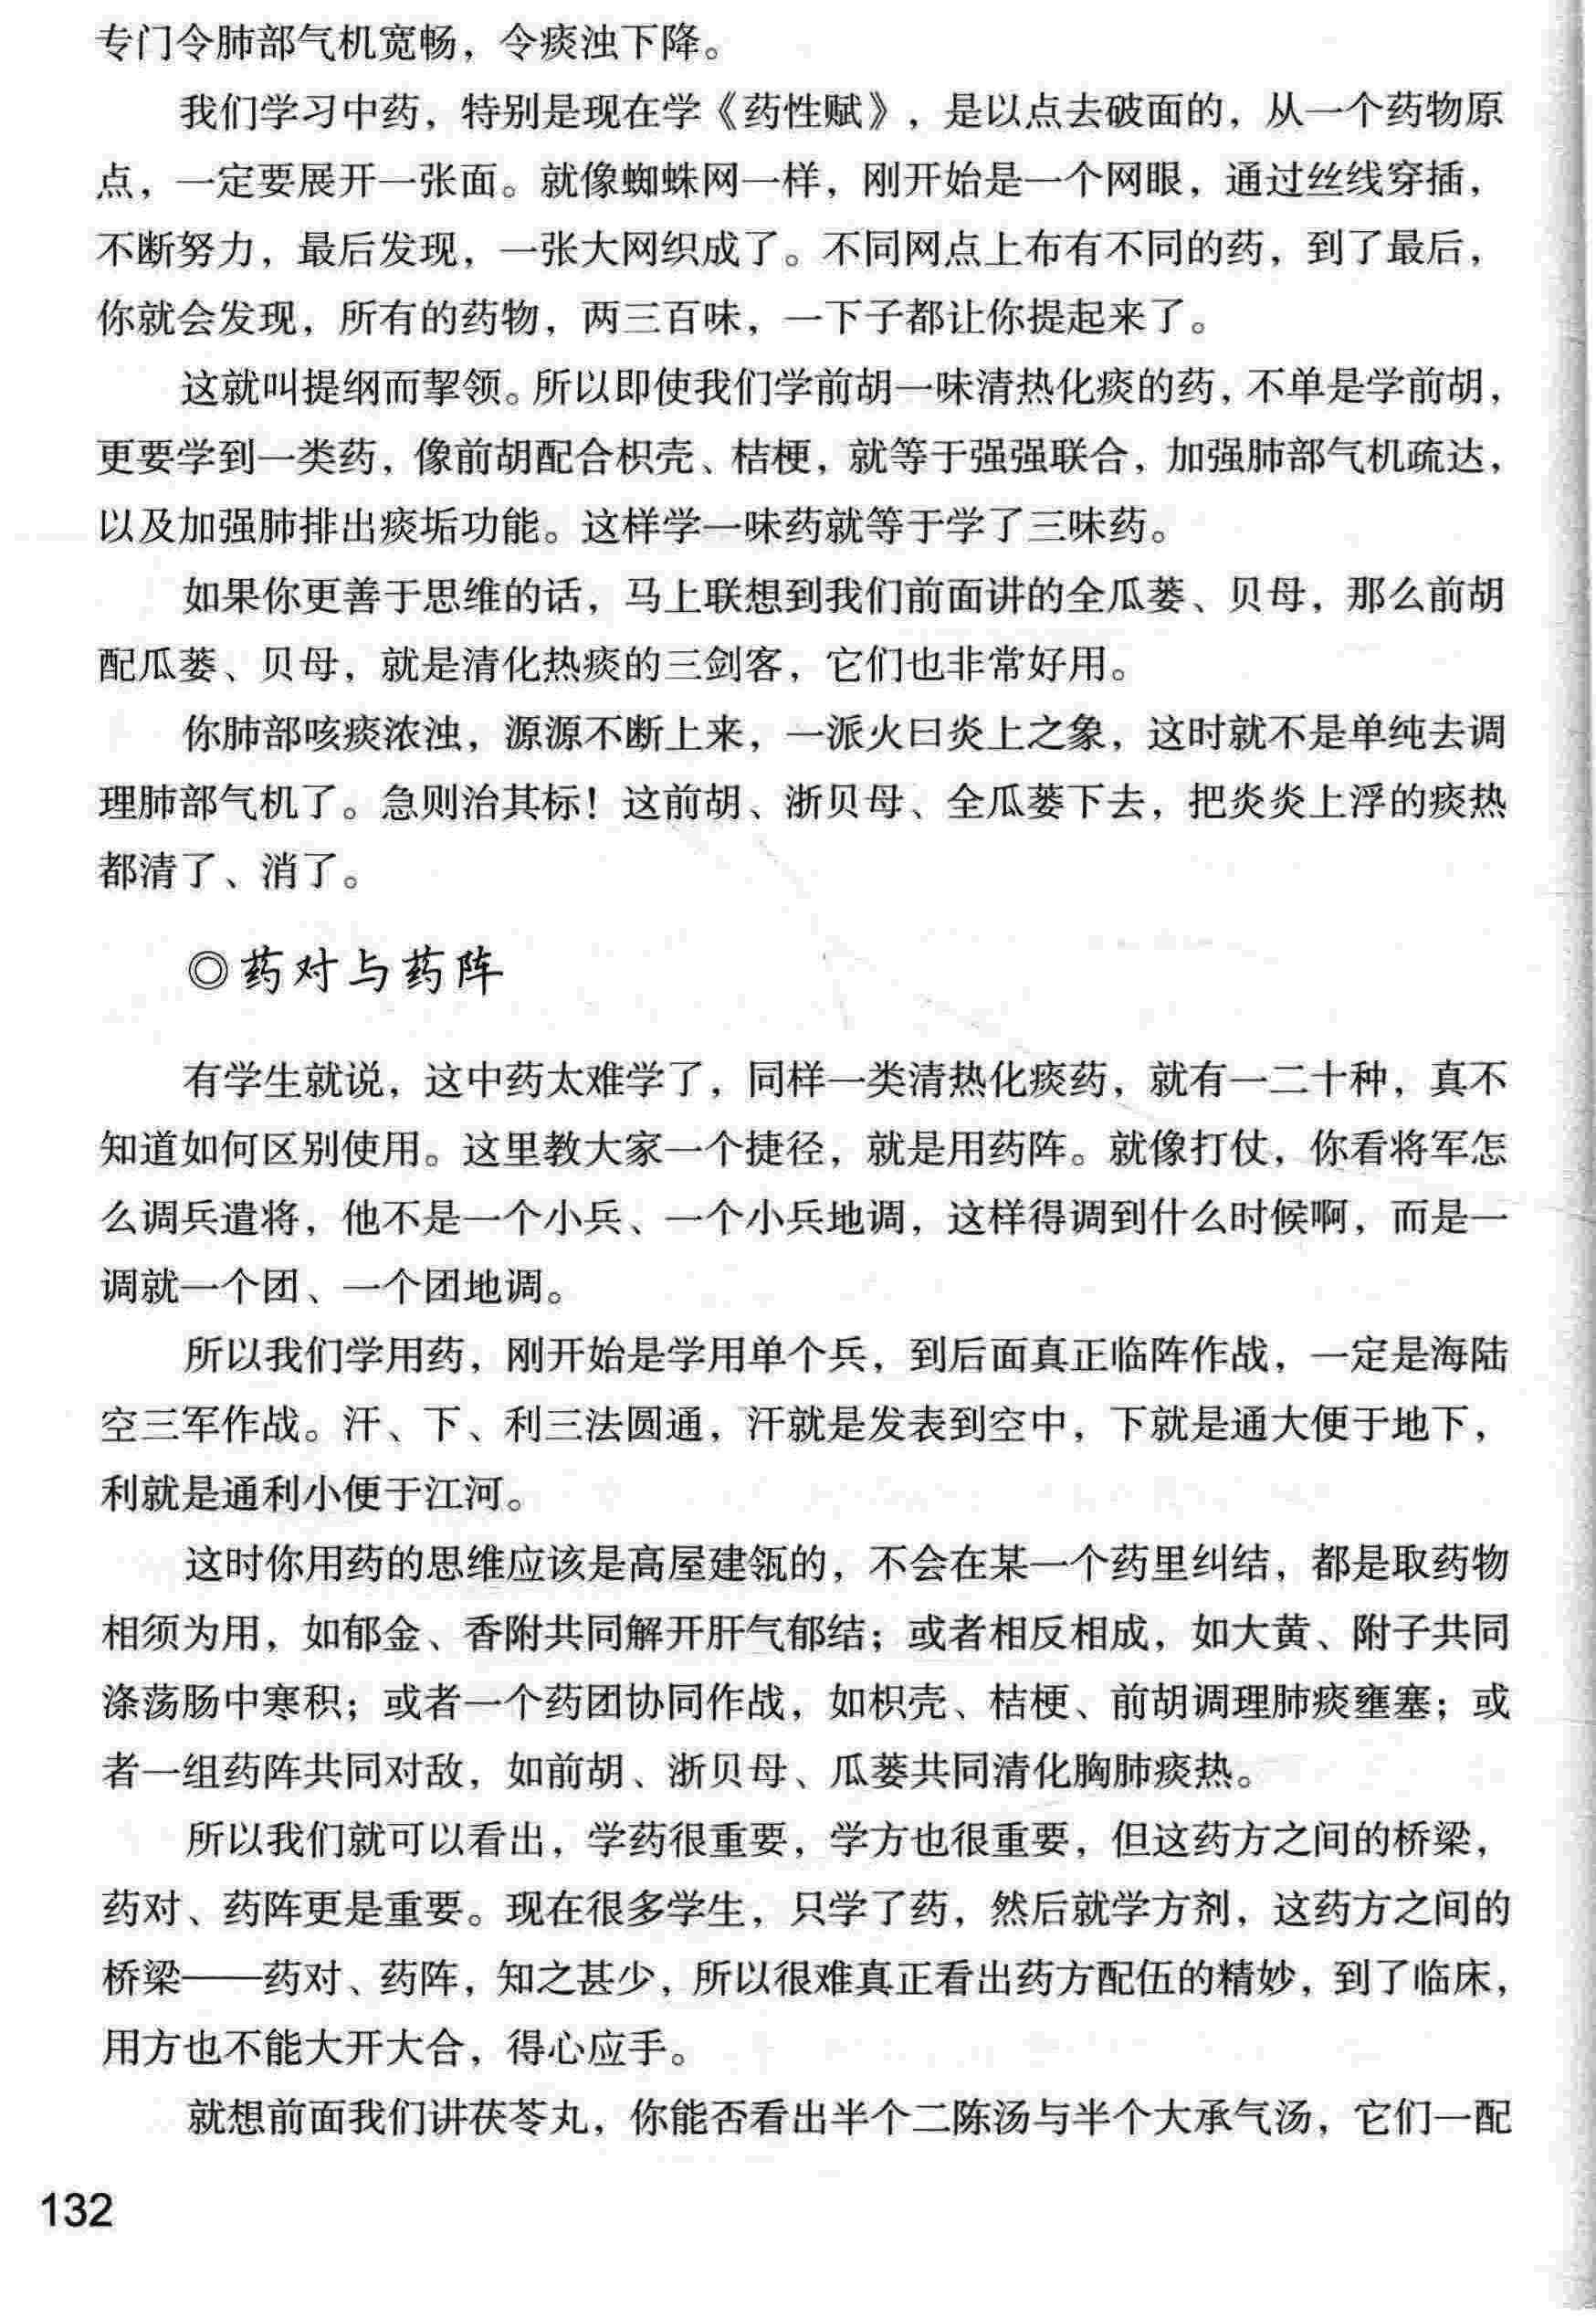 专门令肺部气机宽畅，令痰浊下降。
我们学习中药，特别是现在学《药性赋》，是以点去破面的，从一个药物原
点，一定要展开一张面。就像蜘蛛网一样，刚开始是一个网眼，通过丝线穿插，
不断努力，最后发现，一张大网织成了。不同网点上布有不同的药，到了最后，
你就会发现，所有的药物，两三百味，一下子都让你提起来了。
这就叫提纲而挈领。所以即使我们学前胡一味清热化痰的药，不单是学前胡，
更要学到一类药，像前胡配合枳壳、桔梗，就等于强强联合，加强肺部气机疏达，
以及加强肺排出痰垢功能。这样学一味药就等于学了三味药。
如果你更善于思维的话，马上联想到我们前面讲的全瓜蒌、贝母，那么前胡
配瓜蒌、贝母，就是清化热痰的三剑客，它们也非常好用。
你肺部咳痰浓浊，源源不断上来，一派火曰炎上之象，这时就不是单纯去调
理肺部气机了。急则治其标！这前胡、浙贝母、全瓜蒌下去，把炎炎上浮的痰热
都清了、消了。
◎药对与药阵
有学生就说，这中药太难学了，同样一类清热化痰药，就有一二十种，真不
知道如何区别使用。这里教大家一个捷径，就是用药阵。就像打仗，你看将军怎
么调兵遣将，他不是一个小兵、一个小兵地调，这样得调到什么时候啊，而是一
调就一个团、一个团地调。
所以我们学用药，刚开始是学用单个兵，到后面真正临阵作战，一定是海陆
空三军作战。汗、下、利三法圆通，汗就是发表到空中，下就是通大便于地下，
利就是通利小便于江河。
这时你用药的思维应该是高屋建瓴的，不会在某一个药里纠结，都是取药物
相须为用，如郁金、香附共同解开肝气郁结；或者相反相成，如大黄、附子共同
涤荡肠中寒积；或者一个药团协同作战，如枳壳、桔梗、前胡调理肺痰壅塞；或
者一组药阵共同对敌，如前胡、浙贝母、瓜蒌共同清化胸肺痰热。
所以我们就可以看出，学药很重要，学方也很重要，但这药方之间的桥梁，
药对、药阵更是重要。现在很多学生，只学了药，然后就学方剂，这药方之间的
桥梁——药对、药阵，知之甚少，所以很难真正看出药方配伍的精妙，到了临床，
用方也不能大开大合，得心应手。
就想前面我们讲茯苓丸，你能否看出半个二陈汤与半个大承气汤，它们一配
132